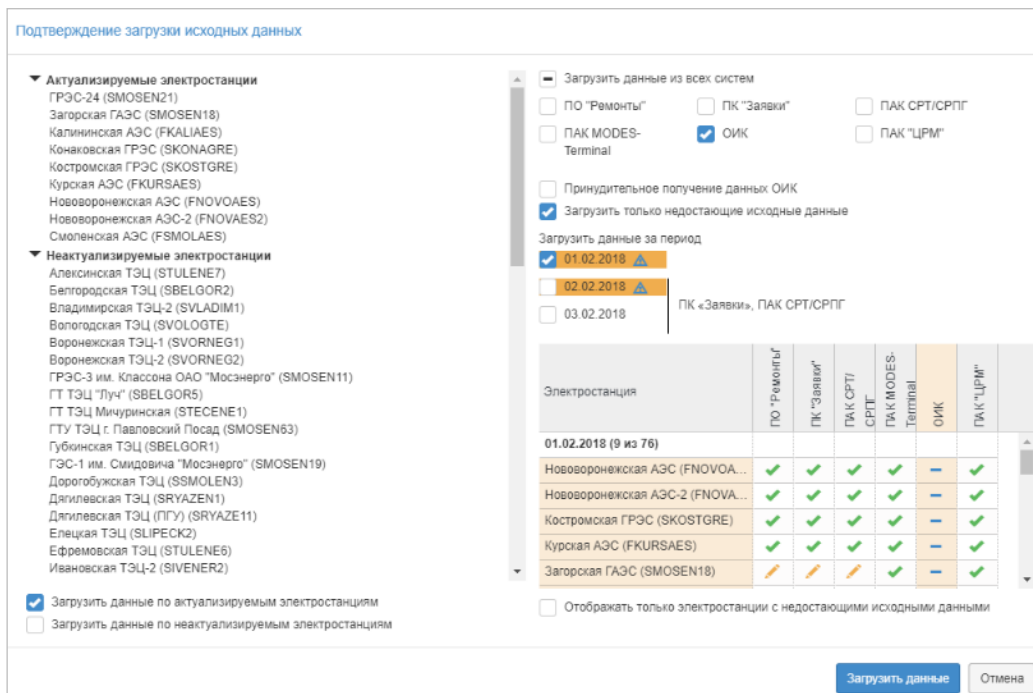 Подтверждение загрузки исходных данных
Актуализируемые электростанции
ГРЭС-24 (SMOSEN21)
Загорская ГАЭС (SMOSEN18)
Калининская АЭС (FKALIAES)
Конаковская ГРЭС (SKONAGRE)
Костромская ГРЭС (SKOSTGRE)
Курская АЭС (FKURSAES)
Нововоронежская АЭС (FNOVOAES)
Нововоронежская АЭС-2 (FNOVAES2)
Смоленская АЭС (FSMOLAES)
Неактуализируемые электростанции
Алексинская ТЭЦ (STULENE7)
Белгородская ТЭЦ (SBELGOR2)
Владимирская ТЭЦ-2 (SVLADIM1)
Вологодская ТЭЦ (SVOLOGTE)
Воронежская ТЭЦ-1 (SVORNEG1)
Воронежская ТЭЦ-2 (SVORNEG2)
ГРЭС-3 им. Классона ОАО "Мосэнерго" (SMOSEN11)
ГТ ТЭЦ "Луч" (SBELGOR5)
ГТ ТЭЦ Мичуринская (STECENE1)
ГТУ ТЭЦ г. Павловский Посад (SMOSEN63)
Губкинская ТЭЦ (SBELGOR1)
ГЭС-1 им. Смидовича "Мосэнерго" (SMOSEN19)
Дорогобужская ТЭЦ (SSMOLEN3)
Дягилевская ТЭЦ (SRYAZEN1)
Дягилевская ТЭЦ (ПГУ) (SRYAZE11)
Елецкая ТЭЦ (SLIPECK2)
Ефремовская ТЭЦ (STULENE6)
Ивановская ТЭЦ-2 (SIVENER2)
Загрузить данные по актуализируемым электростанциям
Загрузить данные по неактуализируемым электростанциям
Загрузить данные из всех систем
ПО "Ремонты" ПК "Заявки" ПАК СРТ/СРПГ
ПАК MODES-Terminal ОИК ПАК "ЦРМ"
Принудительное получение данных ОИК
Загрузить только недостающие исходные данные
Загрузить данные за период
01.02.2018
02.02.2018
03.02.2018
ПК «Заявки», ПАК СРТ/СРПГ
Электростанция ПО "Ремонты" ПК "Заявки" ПАК СРТ/СРПГ ПАК MODES-Terminal ОИК ПАК "ЦРМ"
01.02.2018 (9 из 76)
Нововоронежская АЭС (FNOVOA...
Нововоронежская АЭС-2 (FNOVA...
Костромская ГРЭС (SKOSTGRE)
Курская АЭС (FKURSAES)
Загорская ГАЭС (SMOSEN18)
Отображать только электростанции с недостающими исходными данными
Загрузить данные Отмена